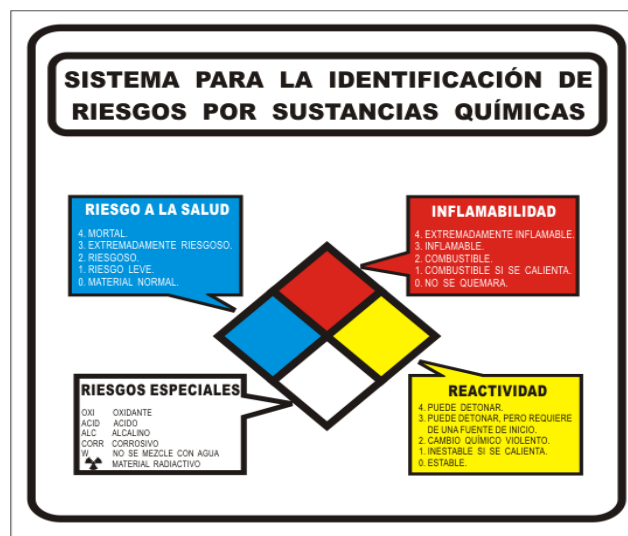 SISTEMA PARA LA IDENTIFICACIÓN DE
RIESGOS POR SUSTANCIAS QUÍMICAS
RIESGO A LA SALUD
4. MORTAL.
3. EXTREMADAMENTE RIESGOSO.
2. RIESGOSO.
1. RIESGO LEVE.
0. MATERIAL NORMAL.
INFLAMABILIDAD
4. EXTREMADAMENTE INFLAMABLE.
3. INFLAMABLE.
2. COMBUSTIBLE.
1. COMBUSTIBLE SI SE CALIENTA.
0. NO SE QUEMARA.
RIESGOS ESPECIALES
OXI OXIDANTE
ACID ACIDO
ALC ALCALINO
CORR CORROSIVO
W NO SE MEZCLE CON AGUA
MATERIAL RADIACTIVO
REACTIVIDAD
4. PUEDE DETONAR.
3. PUEDE DETONAR, PERO REQUIERE
DE UNA FUENTE DE INICIO.
2. CAMBIO QUÍMICO VIOLENTO.
1. INESTABLE SI SE CALIENTA.
0. ESTABLE.